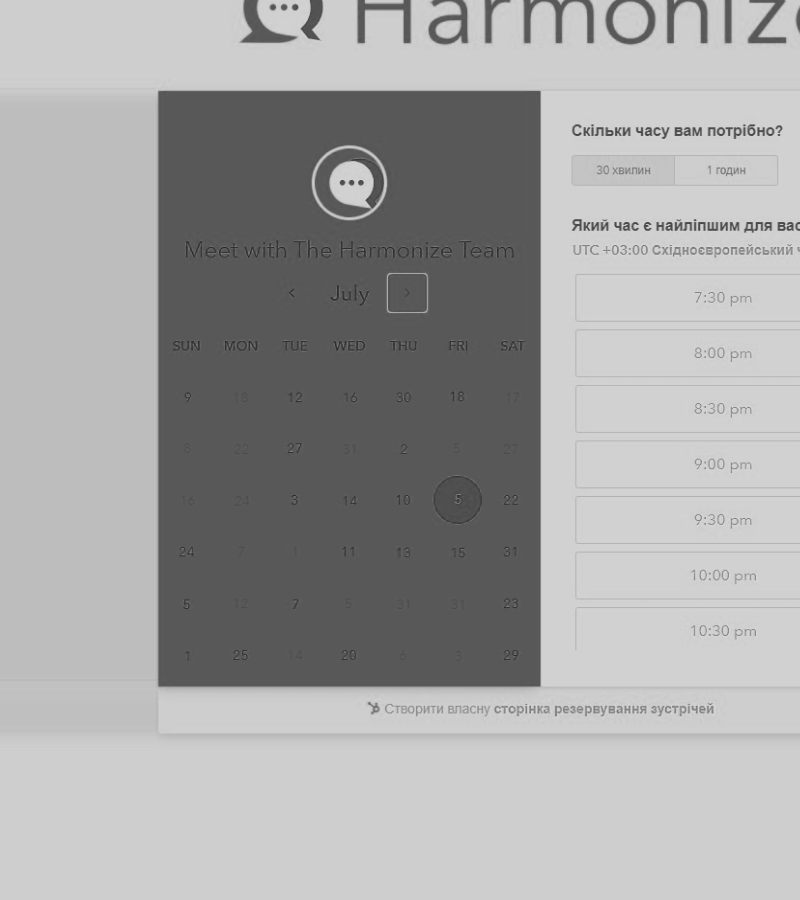 Harmonize
Meet with The Harmonize Team
July
SUN MON TUE WED THU FRI SAT
9 18 12 16 30 18 17
8 22 27 31 2 5 27
16 24 3 14 10 5 22
24 7 1 11 13 15 31
5 12 7 5 31 31 23
1 25 14 20 6 3 29
Скільки часу вам потрібно?
30 хвилин 1 годин
Який час є найліпшим для вас
UTC +03:00 Східноєвропейський ч
7:30 pm
8:00 pm
8:30 pm
9:00 pm
9:30 pm
10:00 pm
10:30 pm
Створити власну сторінка резервування зустрічей